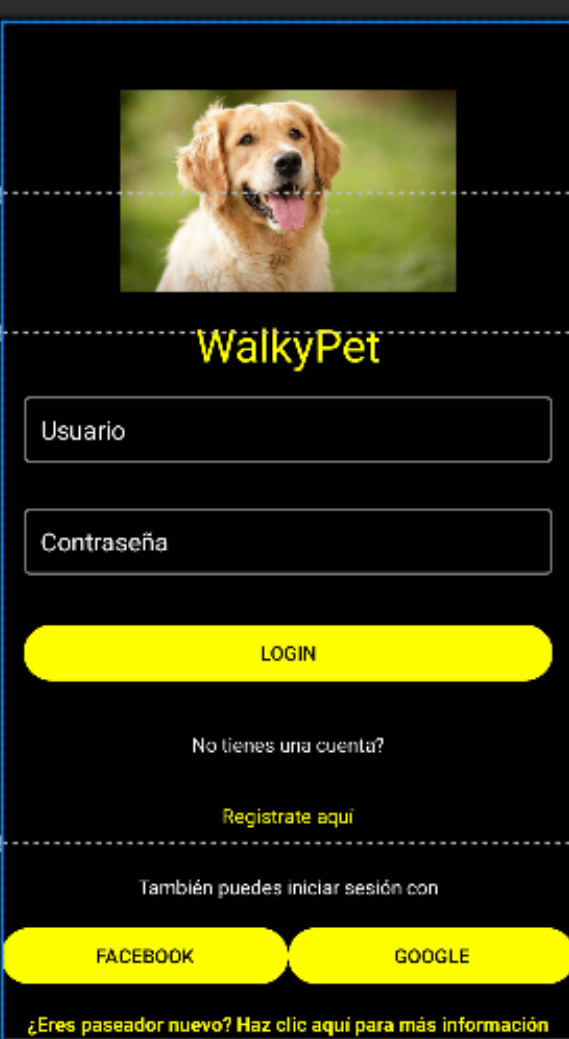 WalkyPet
Usuario
Contraseña
LOGIN
No tienes una cuenta?
Registrate aquí
También puedes iniciar sesión con
FACEBOOK GOOGLE
¿Eres paseador nuevo? Haz clic aquí para más información